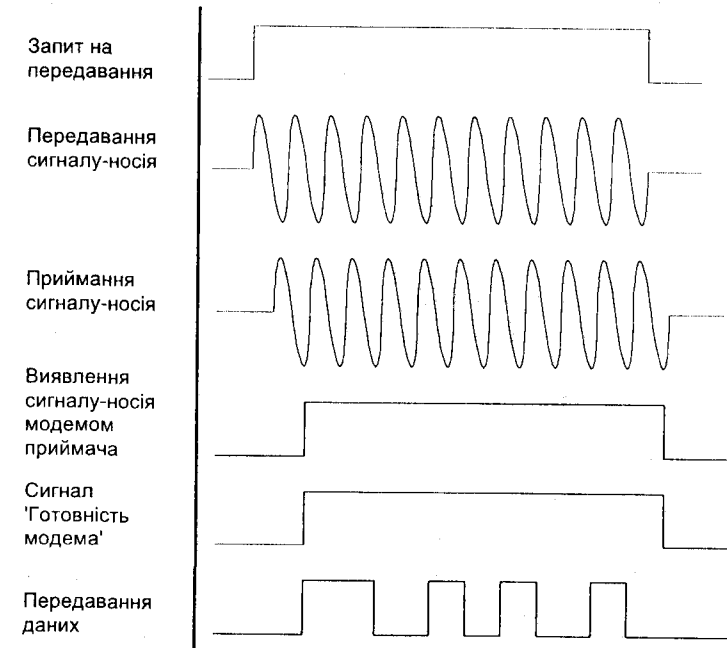 Запит на
передавання
Передавання
сигналу-носія
Приймання
сигналу-носія
Виявлення
сигналу-носія
модемом
приймача
Сигнал
'Готовність
модема'
Передавання
даних